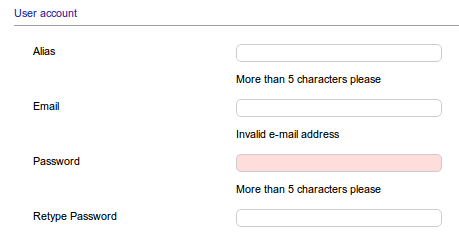 User account
Alias
More than 5 characters please
Email
Invalid e-mail address
Password
More than 5 characters please
Retype Password